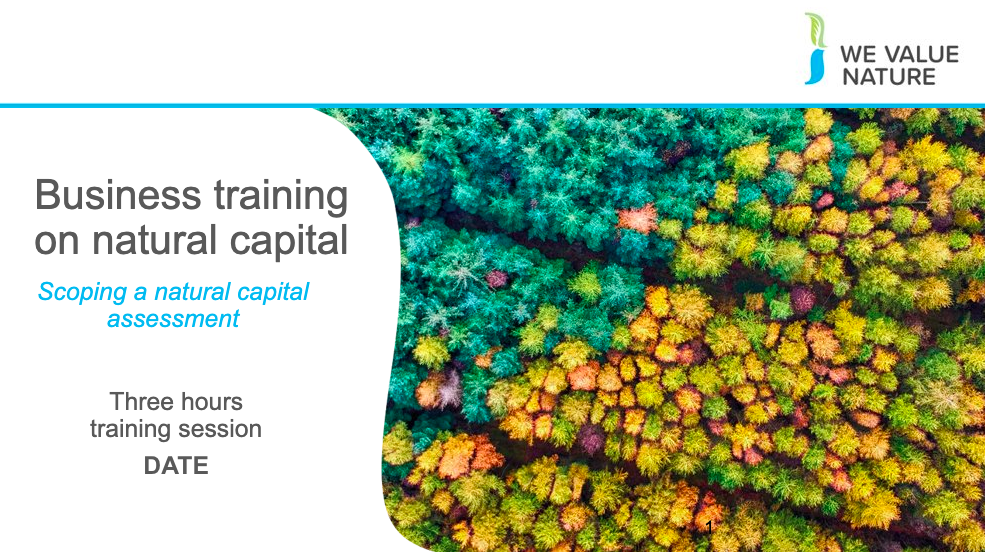 WE VALUE
NATURE
Business training
on natural capital
Scoping a natural capital
assessment
Three hours
training session
DATE
1